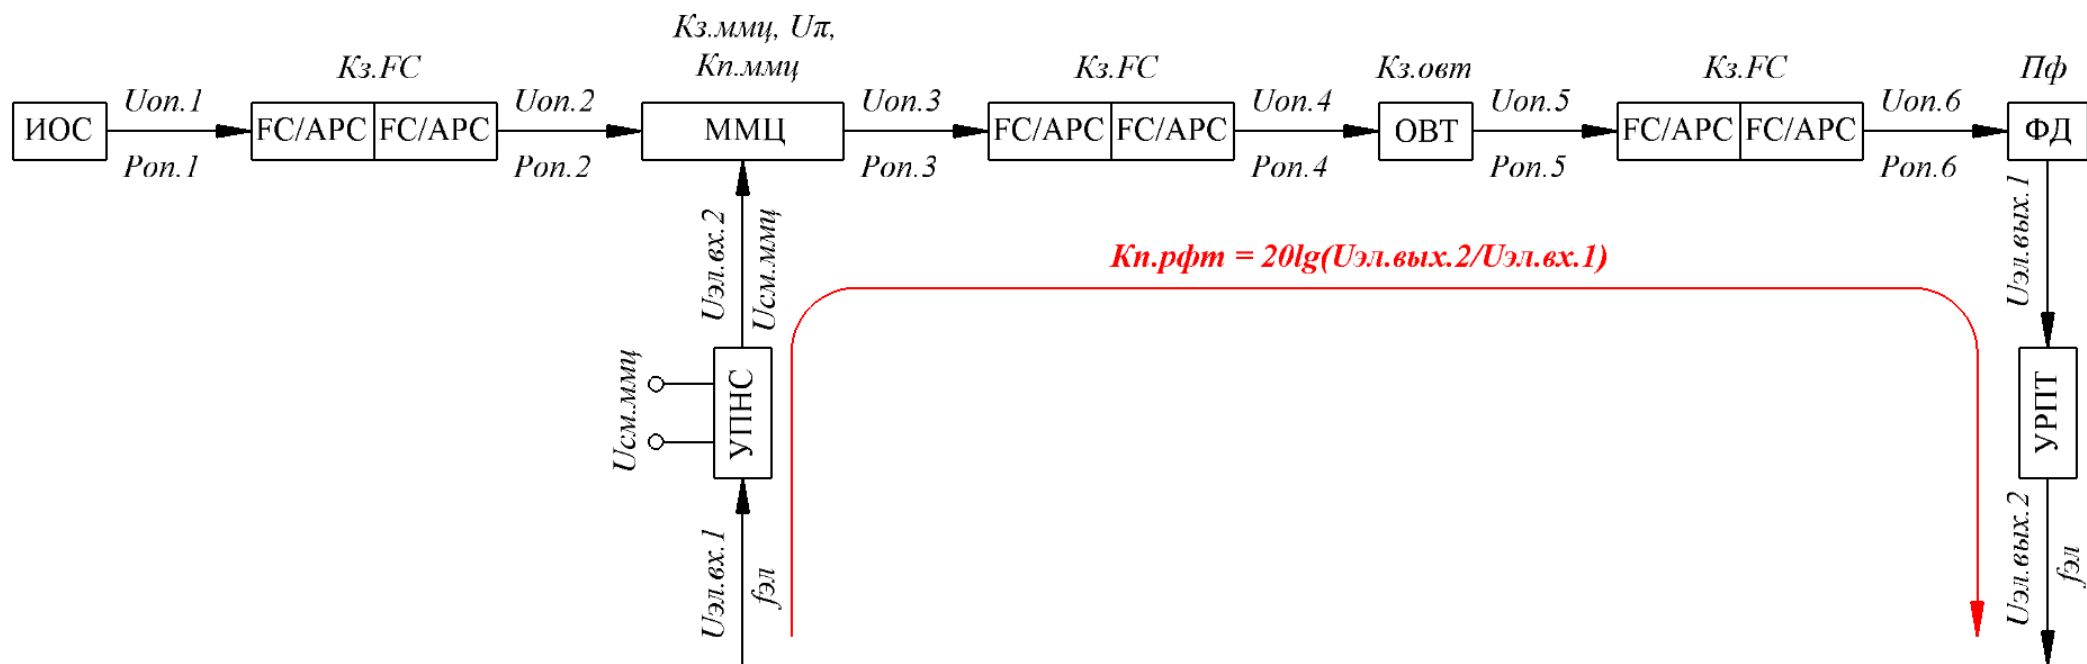 Кз.ммц, Uπ,
Кз.FC
Кп.ммц
Кз.FC
Кз.овт
Кз.FC
Пф
Uоп.1
Uоп.2
Uоп.3
Uоп.4
Uоп.5
Uоп.6
ИОС
FC/APC
FC/APC
ММЦ
FC/APC
FC/APC
ОВТ
FC/APC
FC/APC
ФД
Pоп.1
Pоп.2
Pоп.3
Pоп.4
Pоп.5
Pоп.6
Uэл.вх.2
Uсм.ммц
Кп.рфт = 20lg(Uэл.вых.2/Uэл.вх.1)
Uэл.вых.1
Uсм.ммц
УПНС
УРПТ
Uэл.вх.1
fэл
Uэл.вых.2
fэл